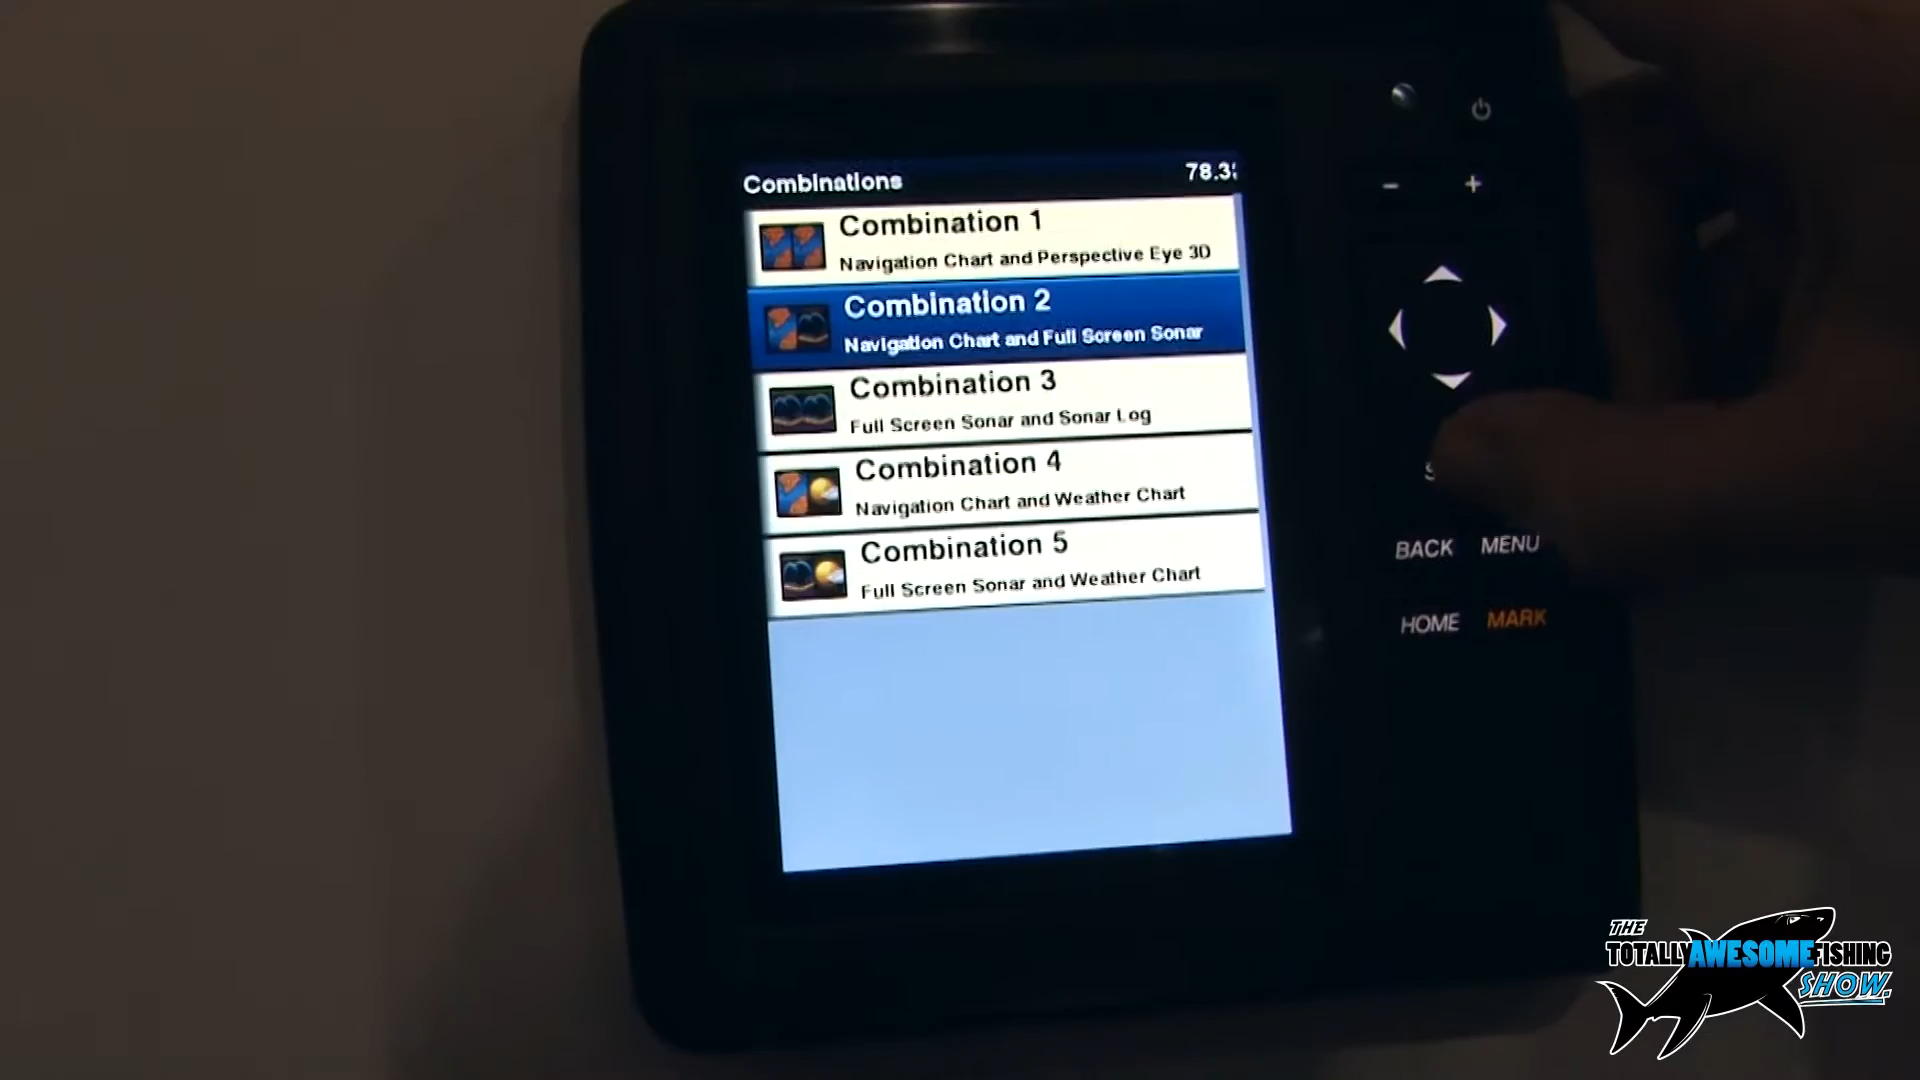 Combinations 78.3
Combination 1
Navigation Chart and Perspective Eye 3D
Combination 2
Navigation Chart and Full Screen Sonar
Combination 3
Full Screen Sonar and Sonar Log
Combination 4
Navigation Chart and Weather Chart
Combination 5
Full Screen Sonar and Weather Chart
- +
BACK MENU
HOME MARK
THE
TOTALLY AWESOME FISHING
SHOW.